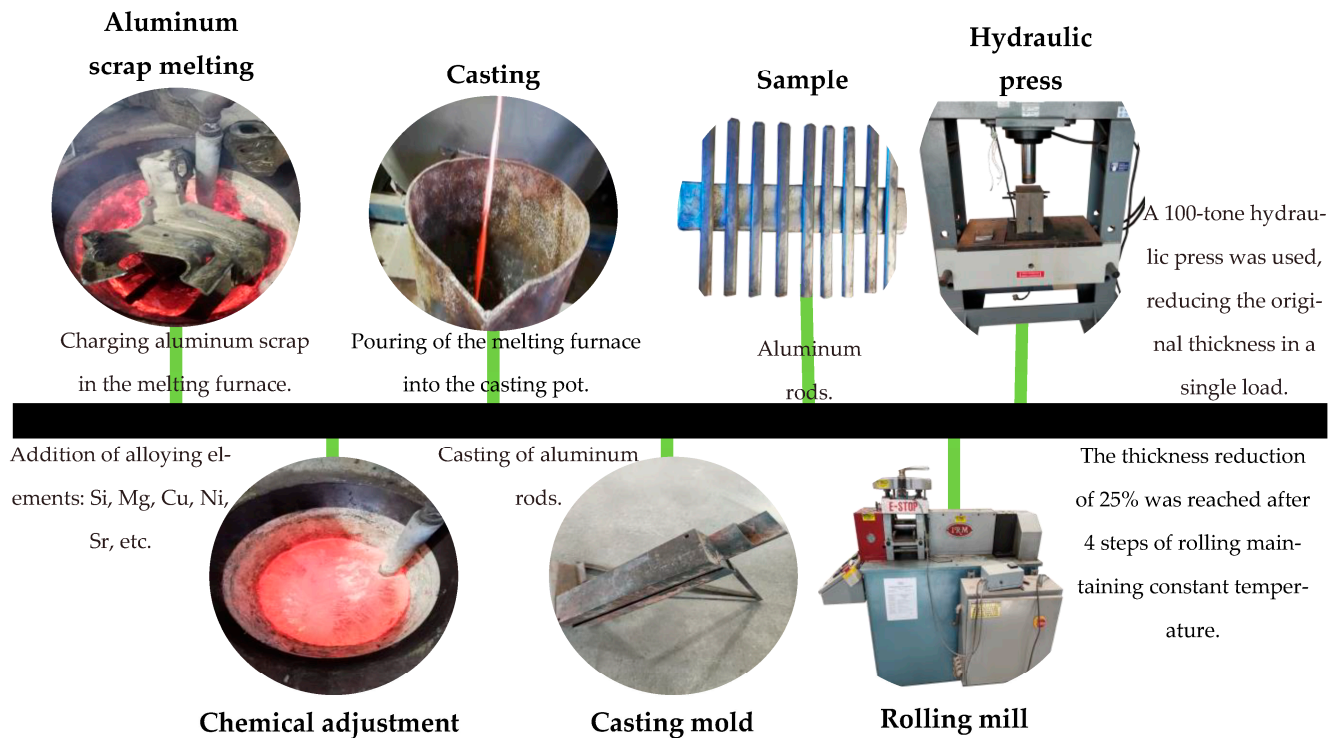 Aluminum
scrap melting
Casting
Sample
Hydraulic
press
Charging aluminum scrap
in the melting furnace.
Pouring of the melting furnace
into the casting pot.
Aluminum
rods.
A 100-tone hydrau-
lic press was used,
reducing the origi-
nal thickness in a
single load.
Addition of alloying el-
ements: Si, Mg, Cu, Ni,
Sr, etc.
Chemical adjustment
Casting of aluminum
rods.
Casting mold
E-STOP
IRM
Rolling mill
The thickness reduction
of 25% was reached after
4 steps of rolling main-
taining constant temper-
ature.